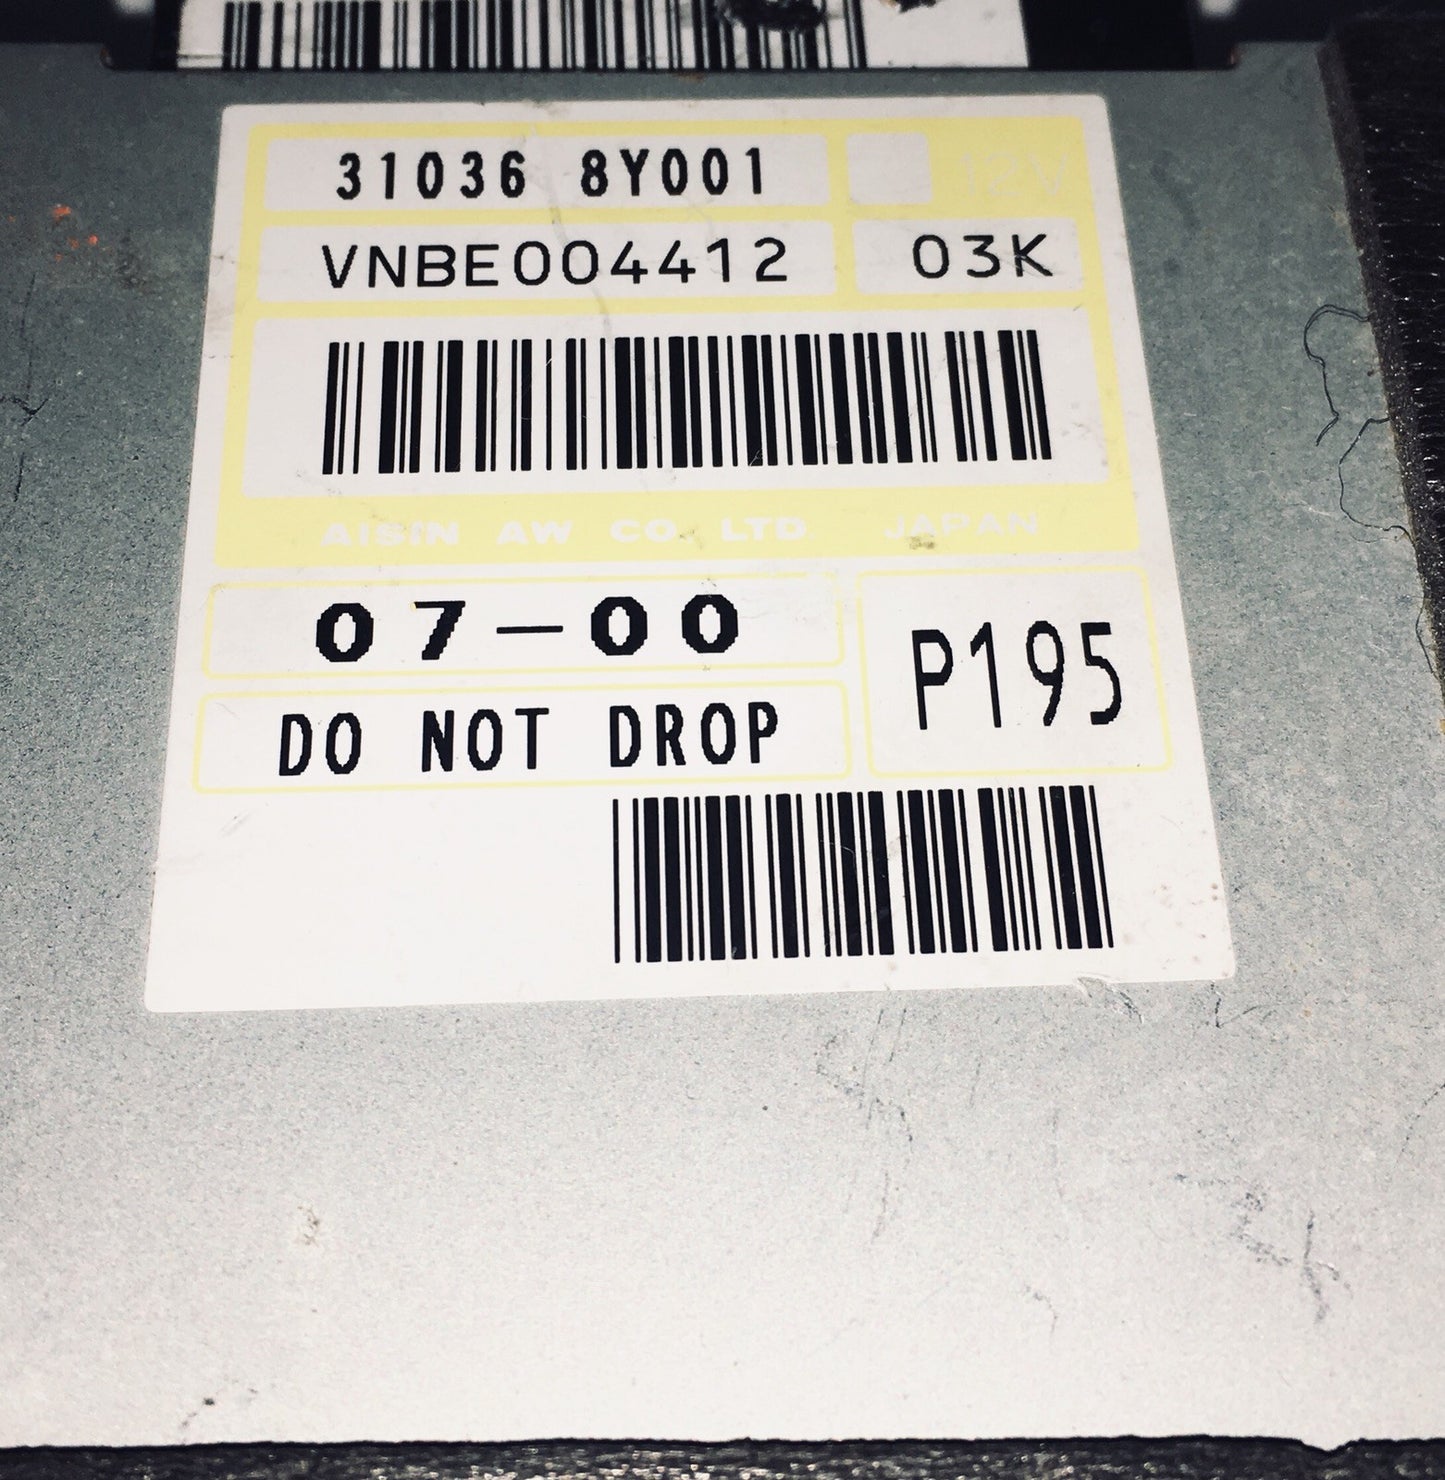 31036 8Y001 12V
VNBE004412 03K
AISIN AW CO. LTD. JAPAN
07-00
P195
DO NOT DROP